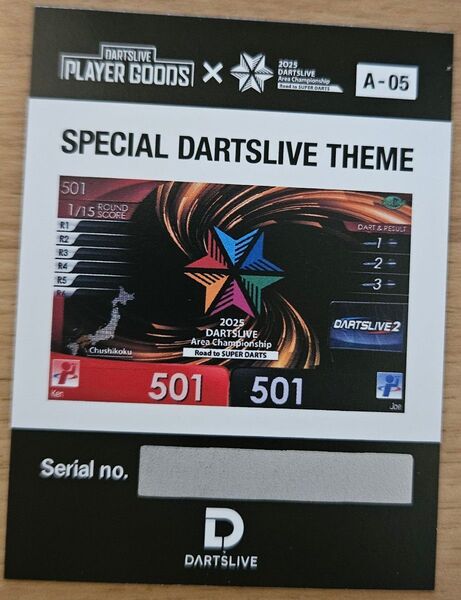 DARTSLIVE
PLAYER GOODS
×
2025
DARTSLIVE
Area Championship
Road to SUPER DARTS
A-05
SPECIAL DARTSLIVE THEME
501
1/15 ROUND
SCORE
R1
R2
R3
R4
R5
R6
DART & RESULT
1
2
3
2025
DARTSLIVE
Area Championship
Road to SUPER DARTS
Chushikoku
DARTSLIVE2
Ken
501
501
Joe
Serial no.
DARTSLIVE